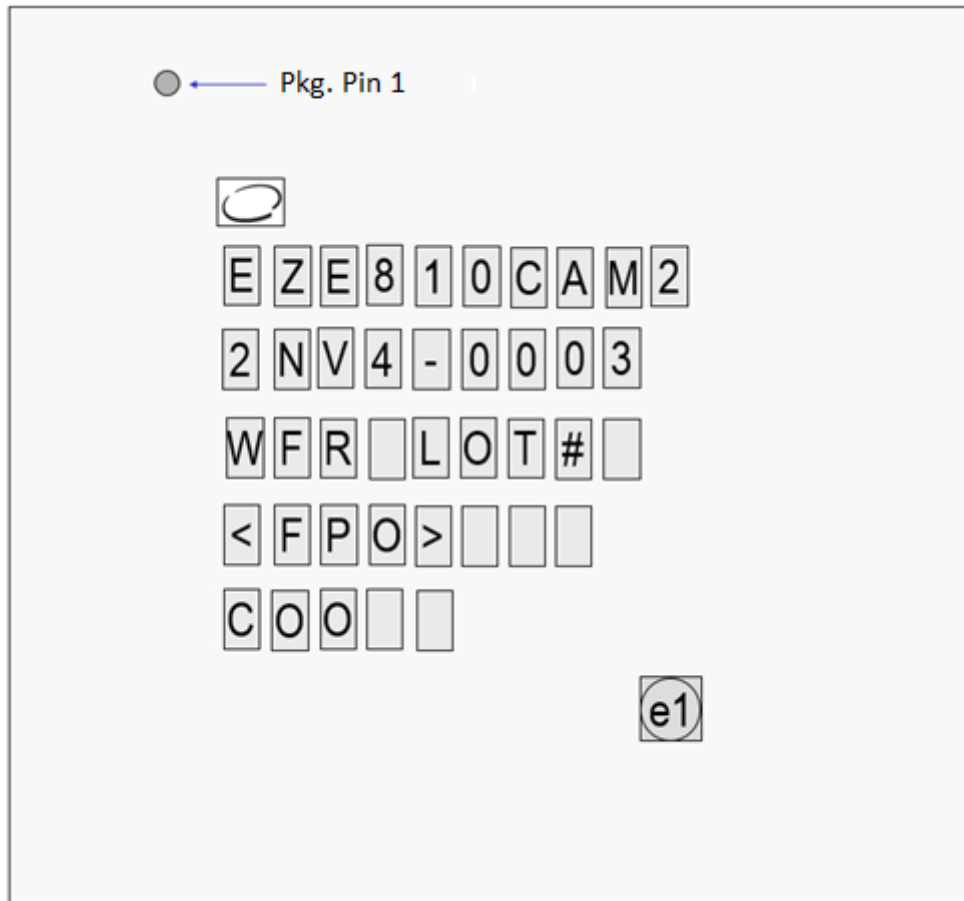 Pkg. Pin 1
EZE810CAM2
2NV4-0003
WFR LOT#
<FPO>
COO
e1